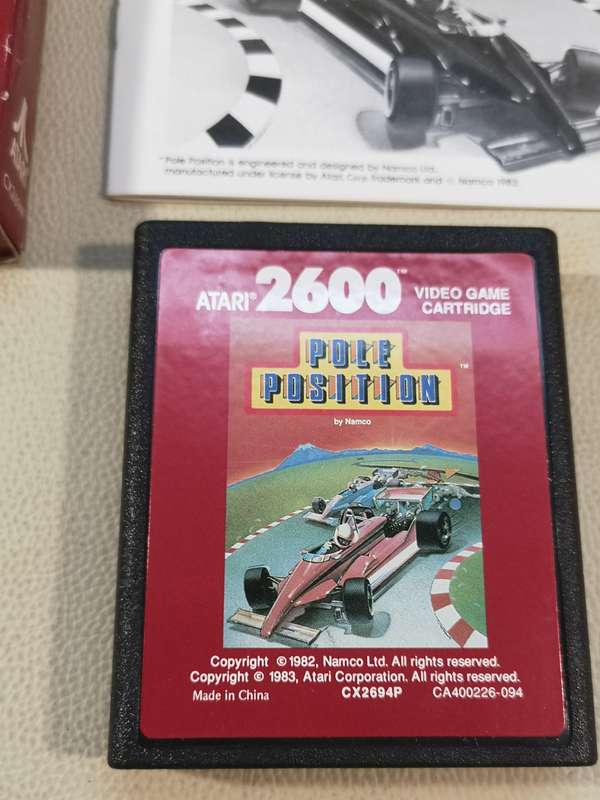 "Pole Position is engineered and designed by Namco Ltd.,
manufactured under license by Atari Corp. Trademark and © Namco 1983.
ATARI® 2600™ VIDEO GAME
CARTRIDGE
POLE
POSITION™
by Namco
Copyright ©1982, Namco Ltd. All rights reserved.
Copyright © 1983, Atari Corporation. All rights reserved.
Made in China CX2694P CA400226-094